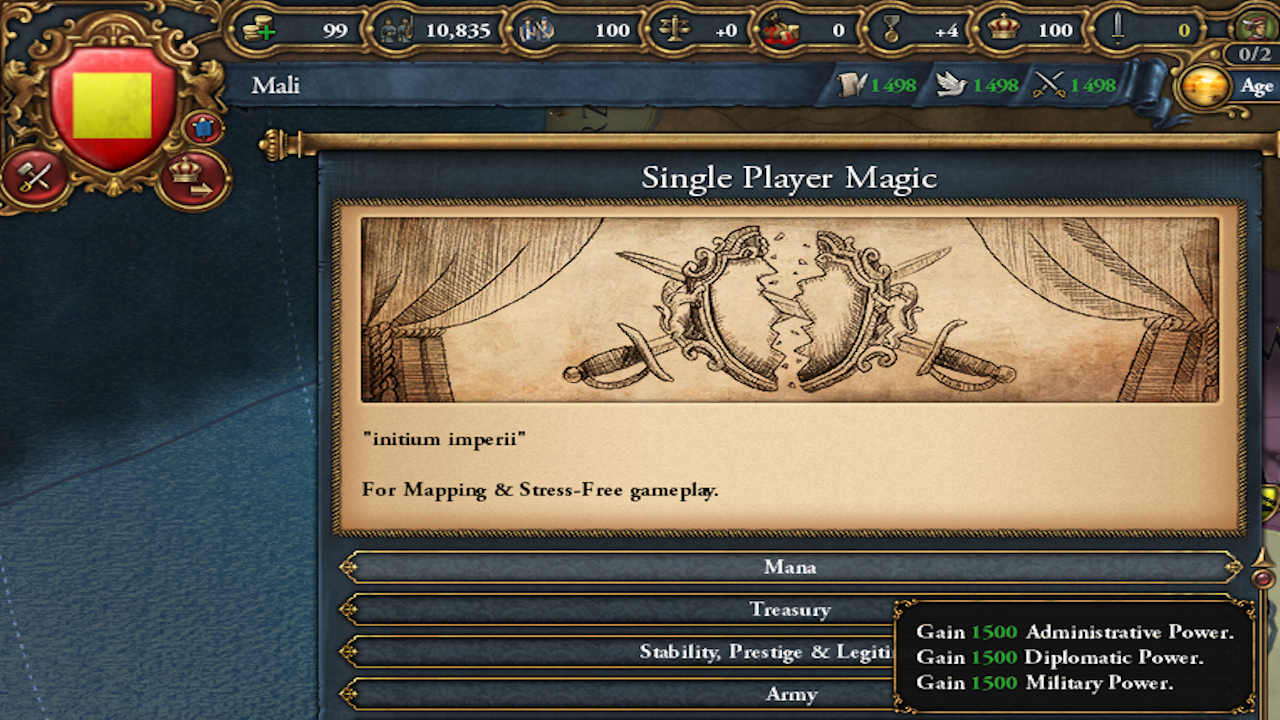 99 10,835 100 +0 0 +4 100 0
0/2
Mali 1498 1498 1498 Age
Single Player Magic
"initium imperii"
For Mapping & Stress-Free gameplay.
Mana
Treasury
Stability, Prestige & Legiti
Army
Gain 1500 Administrative Power.
Gain 1500 Diplomatic Power.
Gain 1500 Military Power.